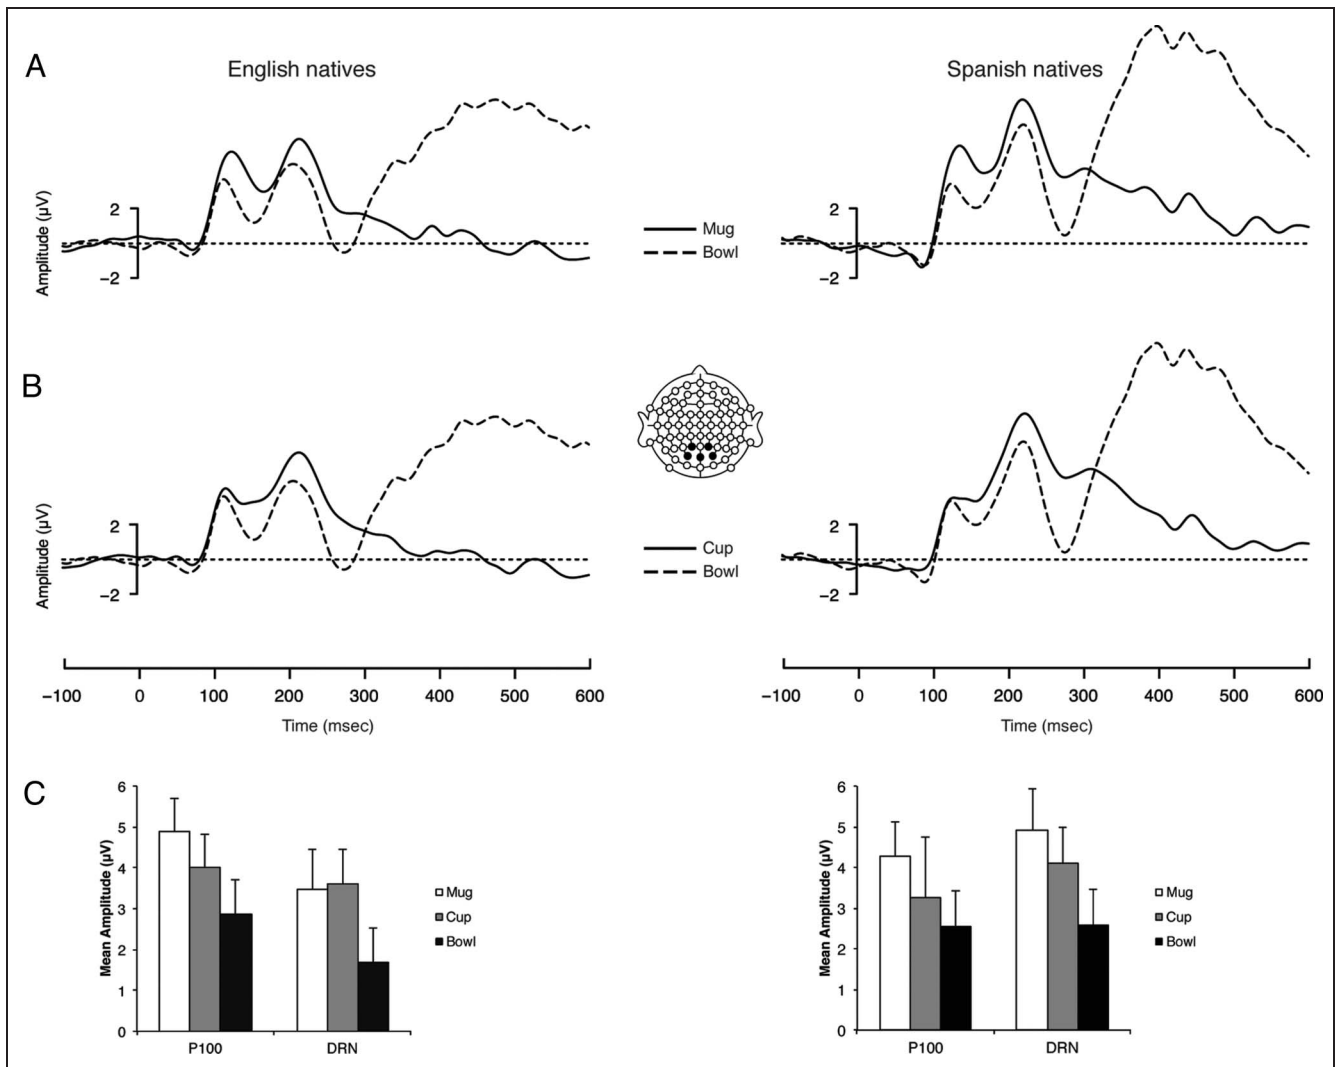 A
English natives
Spanish natives
Amplitude (μV)
2
−2
Mug
Bowl
2
−2
B
Amplitude (μV)
2
−2
Cup
Bowl
2
−2
−100 0 100 200 300 400 500 600
Time (msec)
−100 0 100 200 300 400 500 600
Time (msec)
C
Mean Amplitude (μV)
6
5
4
3
2
1
0
P100 DRN
Mug
Cup
Bowl
Mean Amplitude (μV)
6
5
4
3
2
1
0
P100 DRN
Mug
Cup
Bowl